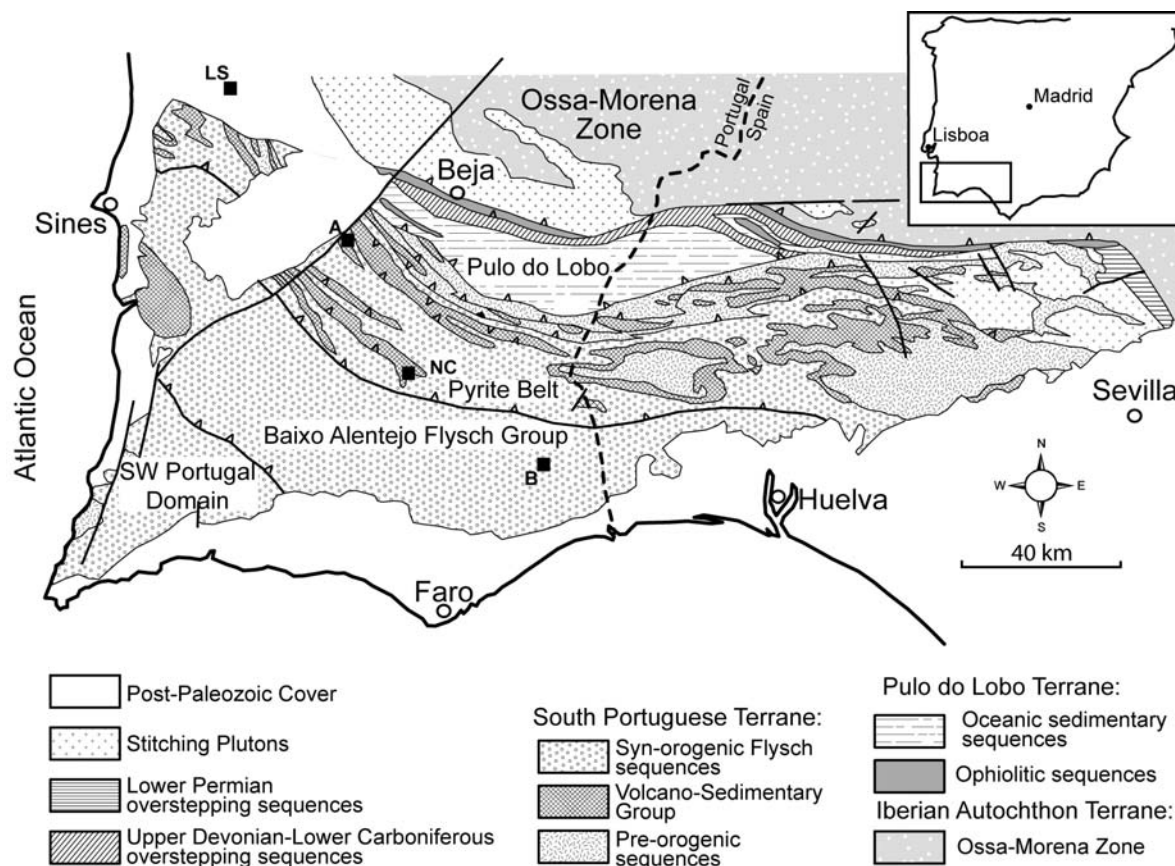 LS
Ossa-Morena
Zone
Portugal
Spain
Madrid
Lisboa
Beja
Sines
A
Pulo do Lobo
Atlantic Ocean
NC
Pyrite Belt
Sevilla
Baixo Alentejo Flysch Group
B
SW Portugal
Domain
N
W
E
S
Huelva
40 km
Faro
Post-Paleozoic Cover
Stitching Plutons
Lower Permian
overstepping sequences
Upper Devonian-Lower Carboniferous
overstepping sequences
South Portuguese Terrane:
Syn-orogenic Flysch
sequences
Volcano-Sedimentary
Group
Pre-orogenic
sequences
Pulo do Lobo Terrane:
Oceanic sedimentary
sequences
Ophiolitic sequences
Iberian Autochthon Terrane:
Ossa-Morena Zone